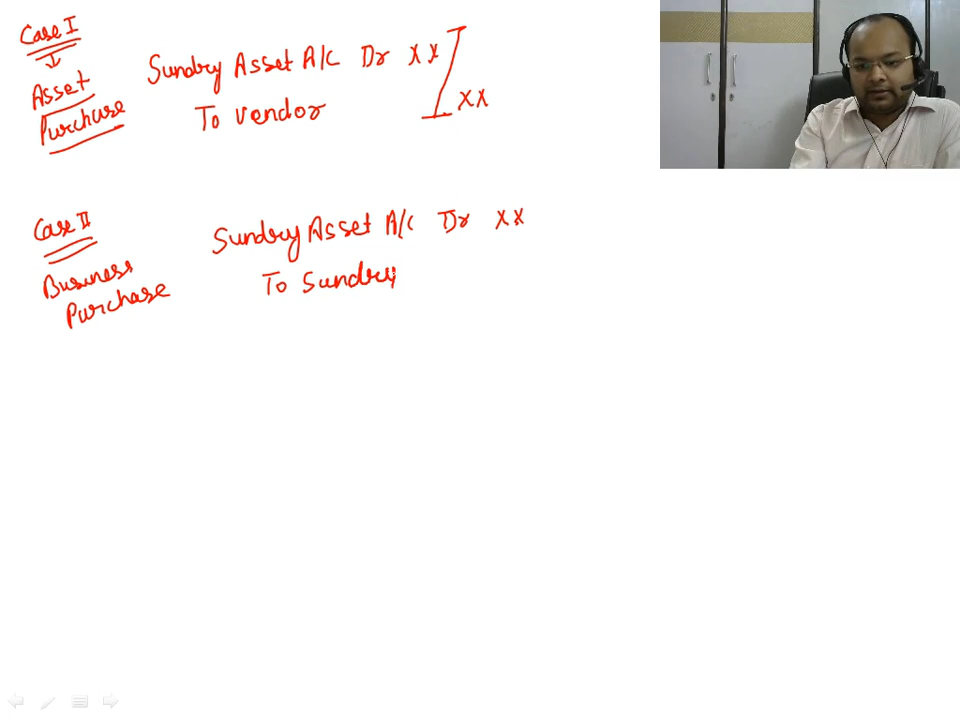 Case I
Asset
Purchase
Sundry Asset A/c Dr xx
To Vendor xx
Case II
Business
Purchase
Sundry Asset A/c Dr xx
To Sundry